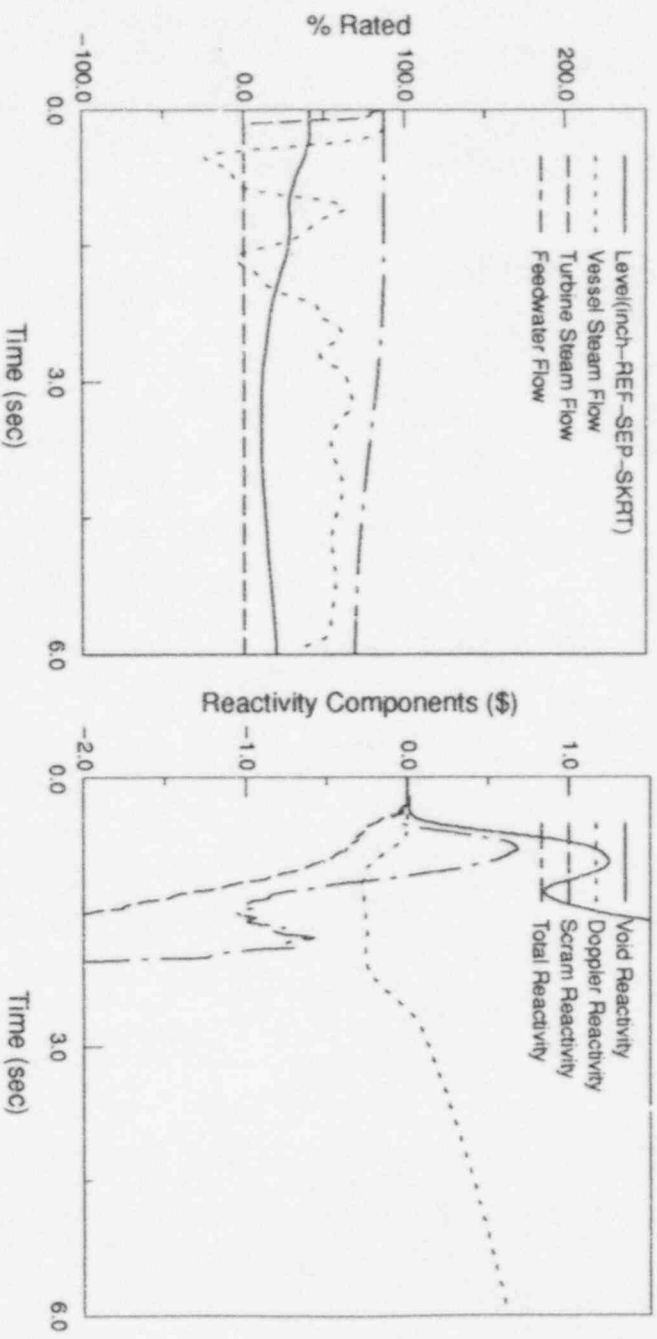 % Rated
200.0
100.0
0.0
-100.0
Level(inch-REF-SEP-SKRT)
Vessel Steam Flow
Turbine Steam Flow
Feedwater Flow
0.0
3.0
6.0
Time (sec)
Reactivity Components ($)
1.0
0.0
-1.0
-2.0
Void Reactivity
Doppler Reactivity
Scram Reactivity
Total Reactivity
0.0
3.0
6.0
Time (sec)